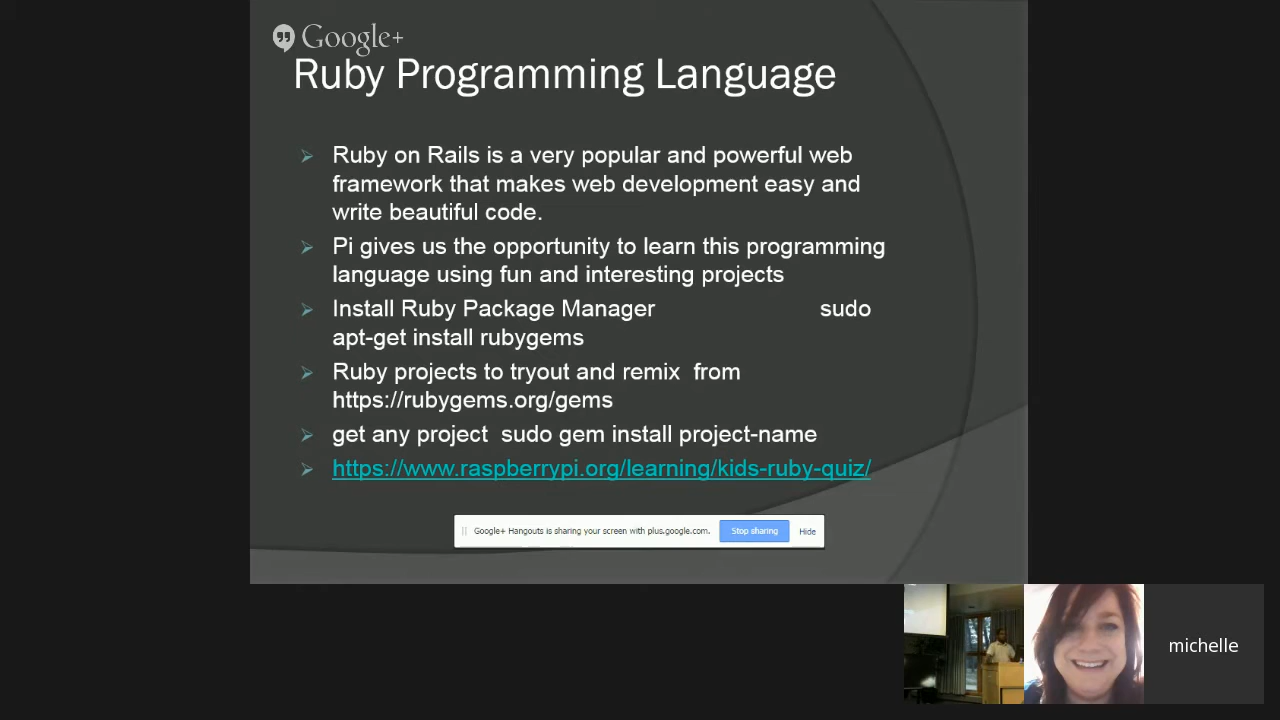 Google+
Ruby Programming Language
Ruby on Rails is a very popular and powerful web
framework that makes web development easy and
write beautiful code.
Pi gives us the opportunity to learn this programming
language using fun and interesting projects
Install Ruby Package Manager sudo
apt-get install rubygems
Ruby projects to tryout and remix from
https://rubygems.org/gems
get any project sudo gem install project-name
https://www.raspberrypi.org/learning/kids-ruby-quiz/
Google+ Hangouts is sharing your screen with plus.google.com. Stop sharing Hide
michelle